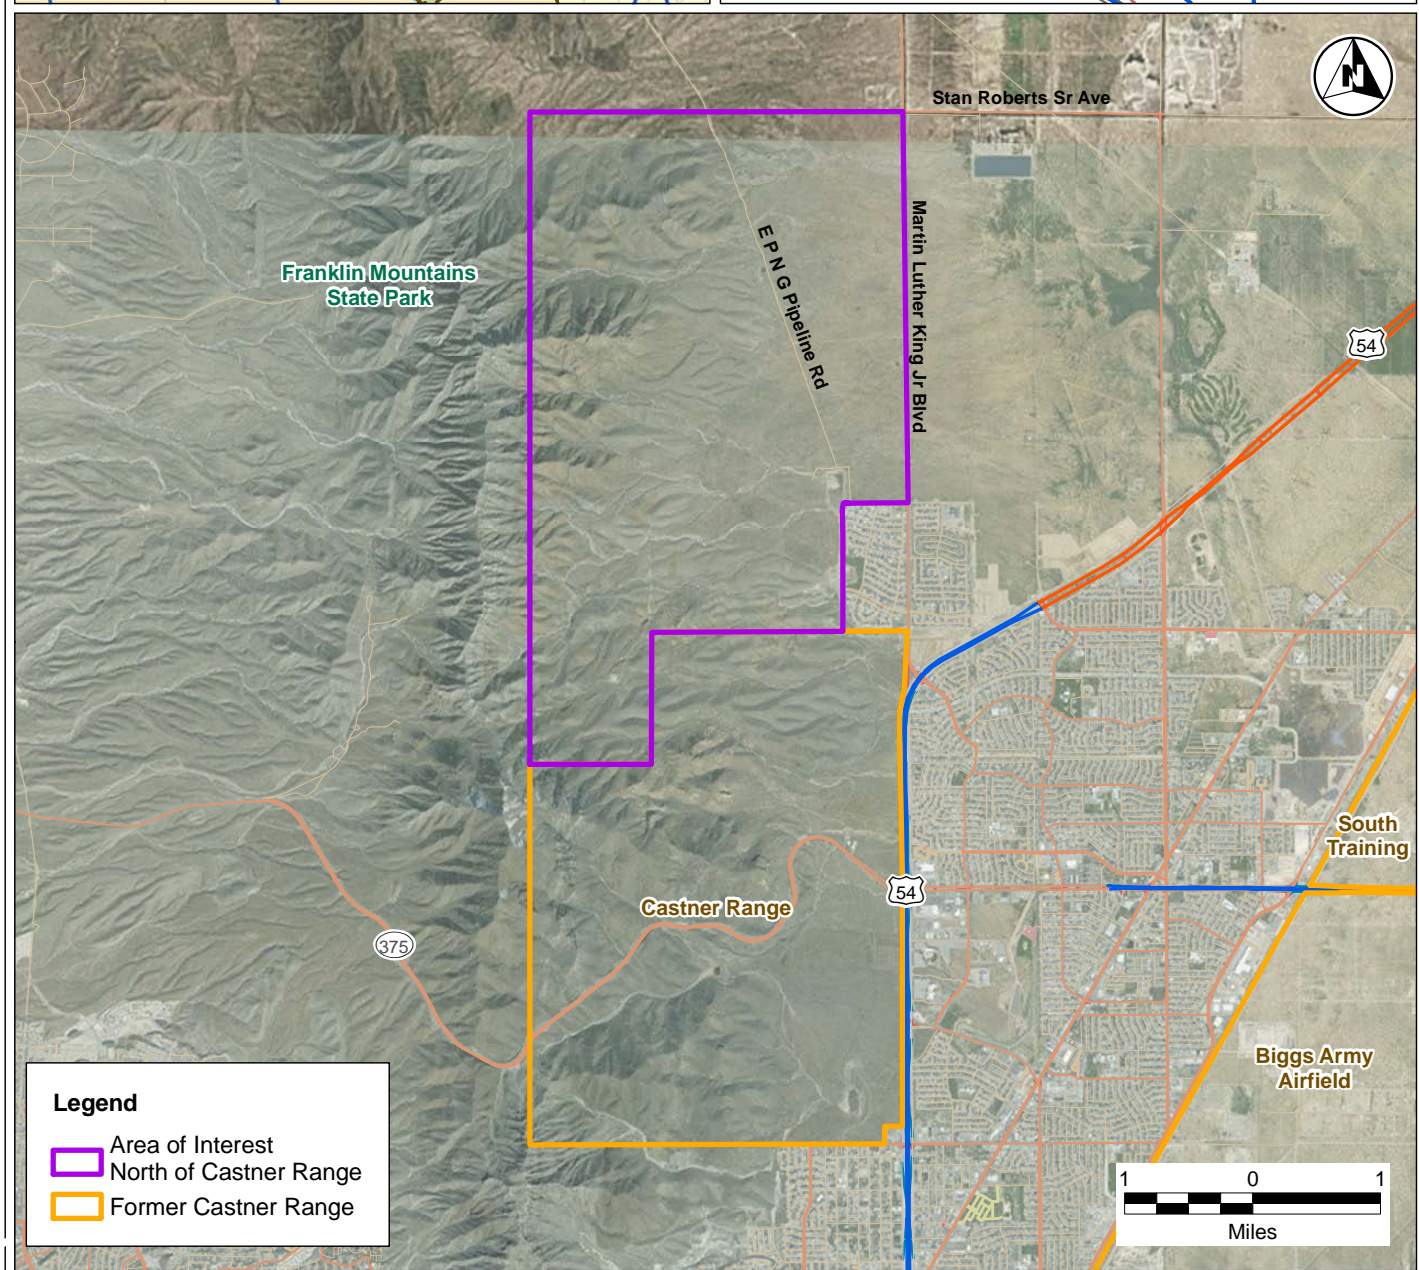 N
Stan Roberts Sr Ave
Martin Luther King Jr Blvd
E P N G Pipeline Rd
Franklin Mountains
State Park
54
South
Training
54
Castner Range
375
Biggs Army
Airfield
Legend
Area of Interest
North of Castner Range
Former Castner Range
1 0 1
Miles